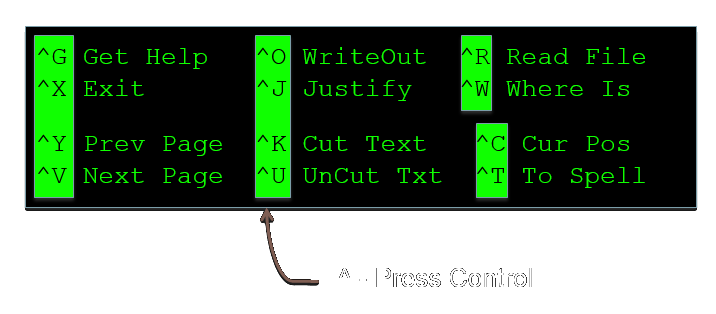 ^G Get Help ^O WriteOut ^R Read File
^X Exit ^J Justify ^W Where Is
^Y Prev Page ^K Cut Text ^C Cur Pos
^V Next Page ^U UnCut Txt ^T To Spell
^ - Press Control